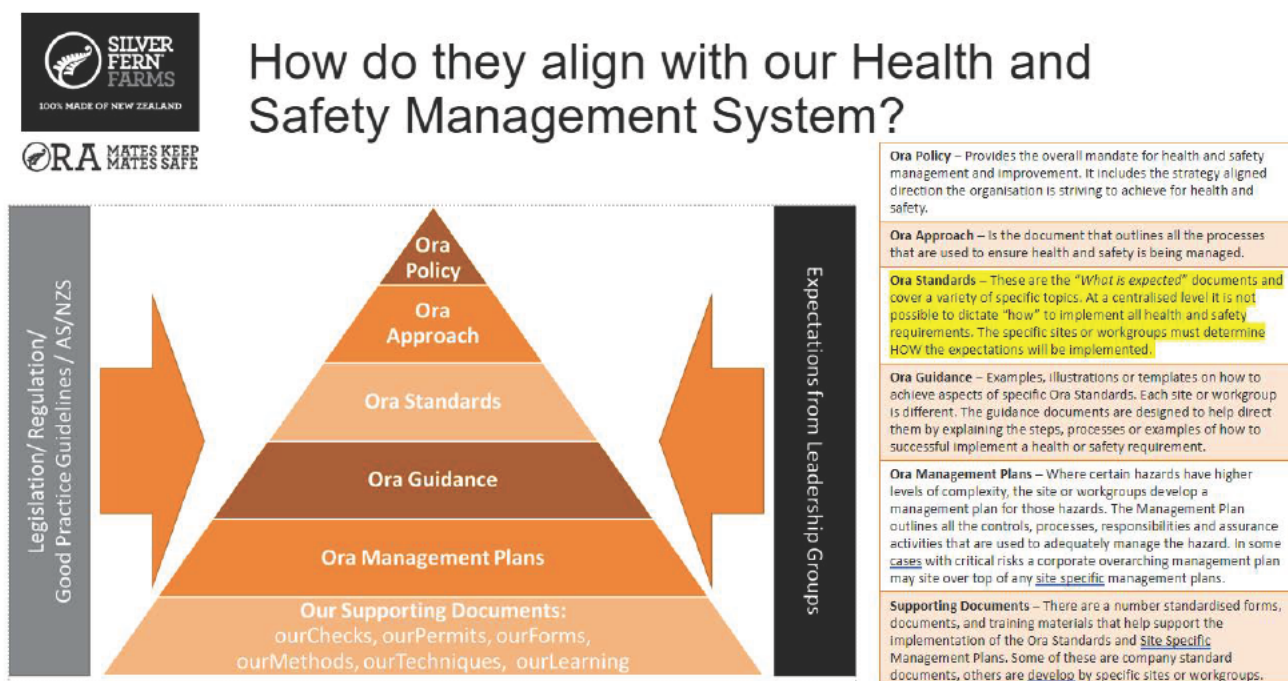 SILVER
FERN
FARMS
100% MADE OF NEW ZEALAND
ORA MATES KEEP
MATES SAFE
How do they align with our Health and
Safety Management System?
Legislation/ Regulation/
Good Practice Guidelines / AS/NZS
Ora
Policy
Ora
Approach
Ora Standards
Ora Guidance
Ora Management Plans
Our Supporting Documents:
ourChecks, ourPermits, ourForms,
ourMethods, ourTechniques, ourLearning
Expectations from Leadership Groups
Ora Policy – Provides the overall mandate for health and safety
management and improvement. It includes the strategy aligned
direction the organisation is striving to achieve for health and
safety.
Ora Approach – Is the document that outlines all the processes
that are used to ensure health and safety is being managed.
Ora Standards – These are the "What is expected" documents and
cover a variety of specific topics. At a centralised level it is not
possible to dictate "how" to implement all health and safety
requirements. The specific sites or workgroups must determine
HOW the expectations will be implemented.
Ora Guidance – Examples, illustrations or templates on how to
achieve aspects of specific Ora Standards. Each site or workgroup
is different. The guidance documents are designed to help direct
them by explaining the steps, processes or examples of how to
successful implement a health or safety requirement.
Ora Management Plans – Where certain hazards have higher
levels of complexity, the site or workgroups develop a
management plan for those hazards. The Management Plan
outlines all the controls, processes, responsibilities and assurance
activities that are used to adequately manage the hazard. In some
cases with critical risks a corporate overarching management plan
may site over top of any site specific management plans.
Supporting Documents – There are a number standardised forms,
documents, and training materials that help support the
implementation of the Ora Standards and Site Specific
Management Plans. Some of these are company standard
documents, others are develop by specific sites or workgroups.